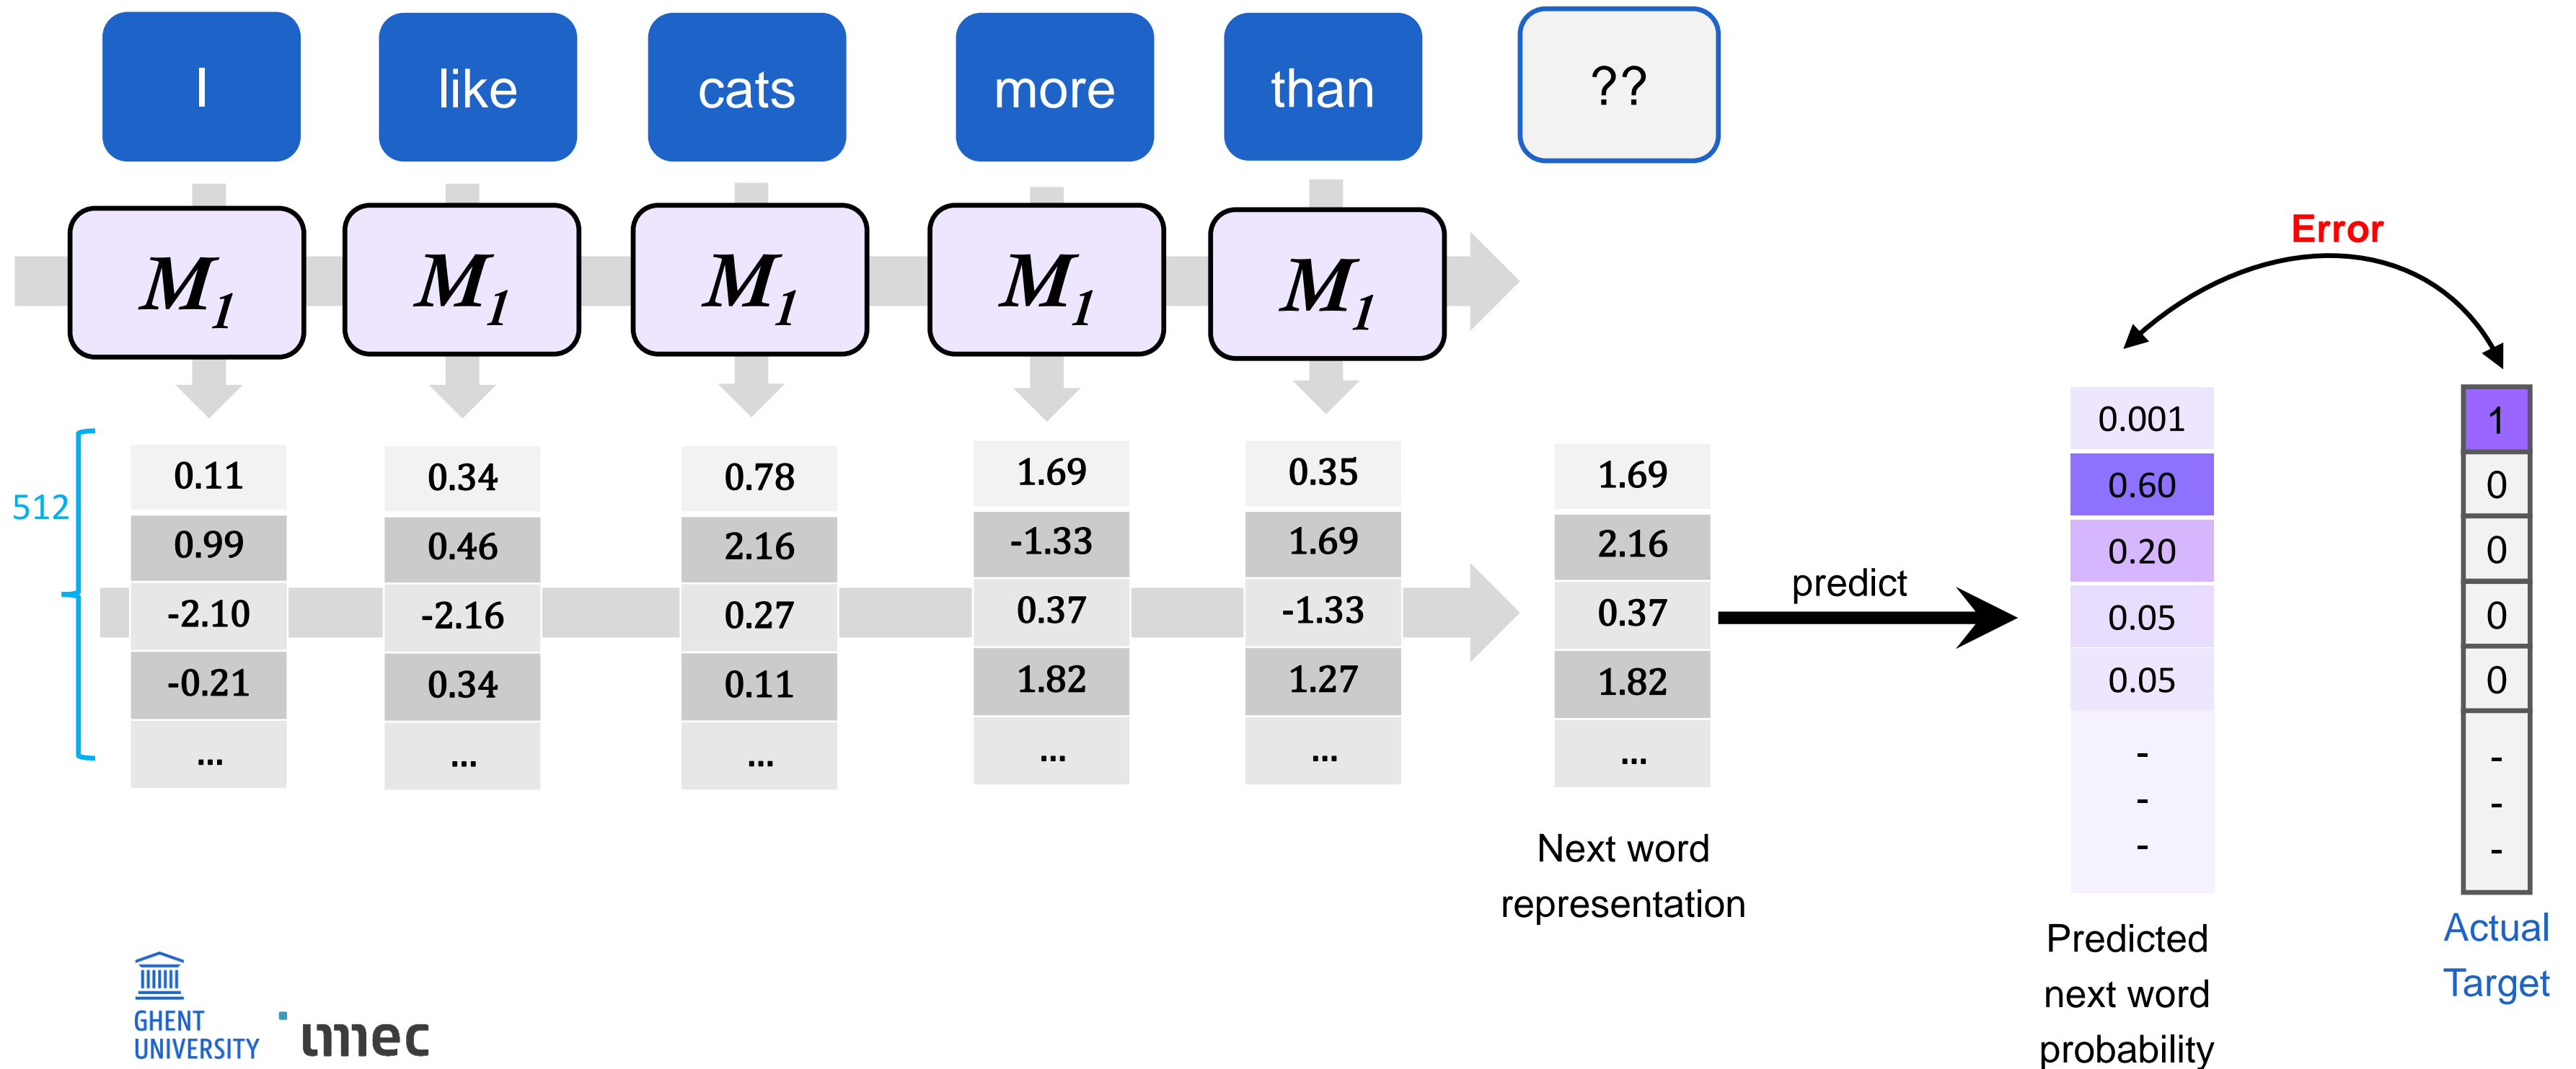 I like cats more than ??
Error
M1 M1 M1 M1 M1
512
0.11 0.34 0.78 1.69 0.35 1.69
0.99 0.46 2.16 -1.33 1.69 2.16
-2.10 -2.16 0.27 0.37 -1.33 0.37
-0.21 0.34 0.11 1.82 1.27 1.82
... ... ... ... ... ...
Next word
representation
predict
0.001
0.60
0.20
0.05
0.05
-
-
-
Predicted
next word
probability
1
0
0
0
0
-
-
-
Actual
Target
GHENT
UNIVERSITY
imec